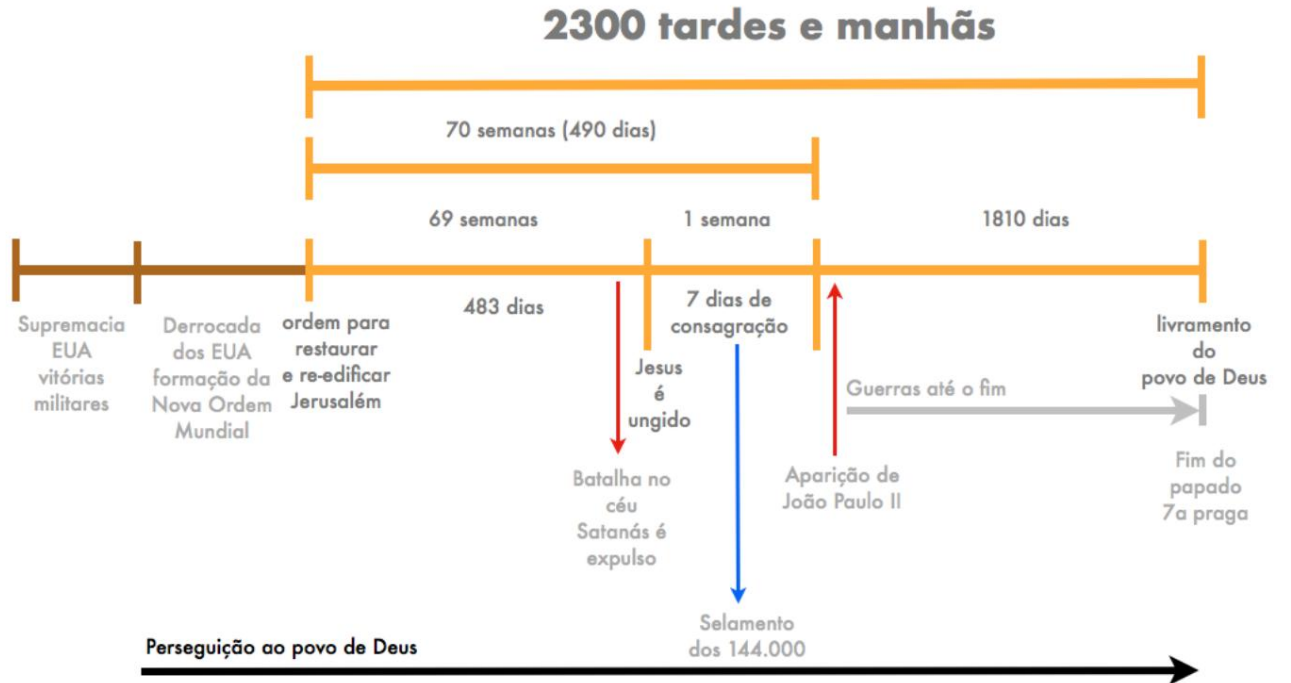 2300 tardes e manhãs
70 semanas (490 dias)
69 semanas
1 semana
1810 dias
483 dias
7 dias de
consagração
Supremacia
EUA
vitórias
militares
Derrocada
dos EUA
formação da
Nova Ordem
Mundial
ordem para
restaurar
e re-edificar
Jerusalém
Jesus
é
ungido
livramento
do
povo de Deus
Guerras até o fim
Batalha no
céu
Satanás é
expulso
Aparição de
João Paulo II
Fim do
papado
7a praga
Selamento
dos 144.000
Perseguição ao povo de Deus